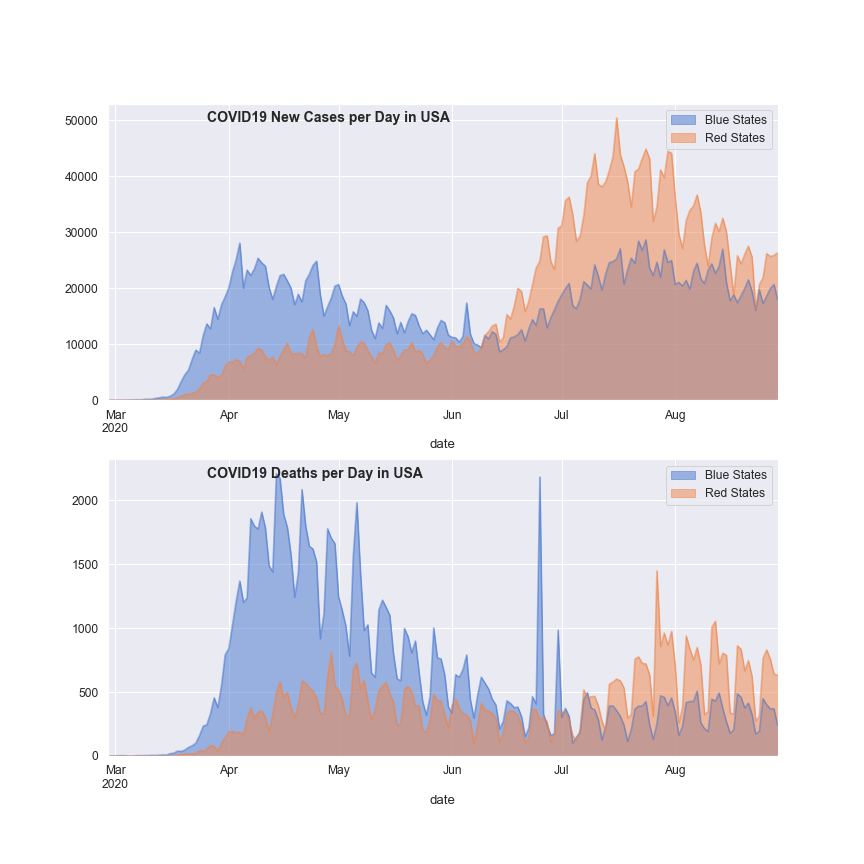 COVID19 New Cases per Day in USA
Blue States
Red States
50000
40000
30000
20000
10000
0
Mar Apr May Jun Jul Aug
2020
date
COVID19 Deaths per Day in USA
Blue States
Red States
2000
1500
1000
500
0
Mar Apr May Jun Jul Aug
2020
date